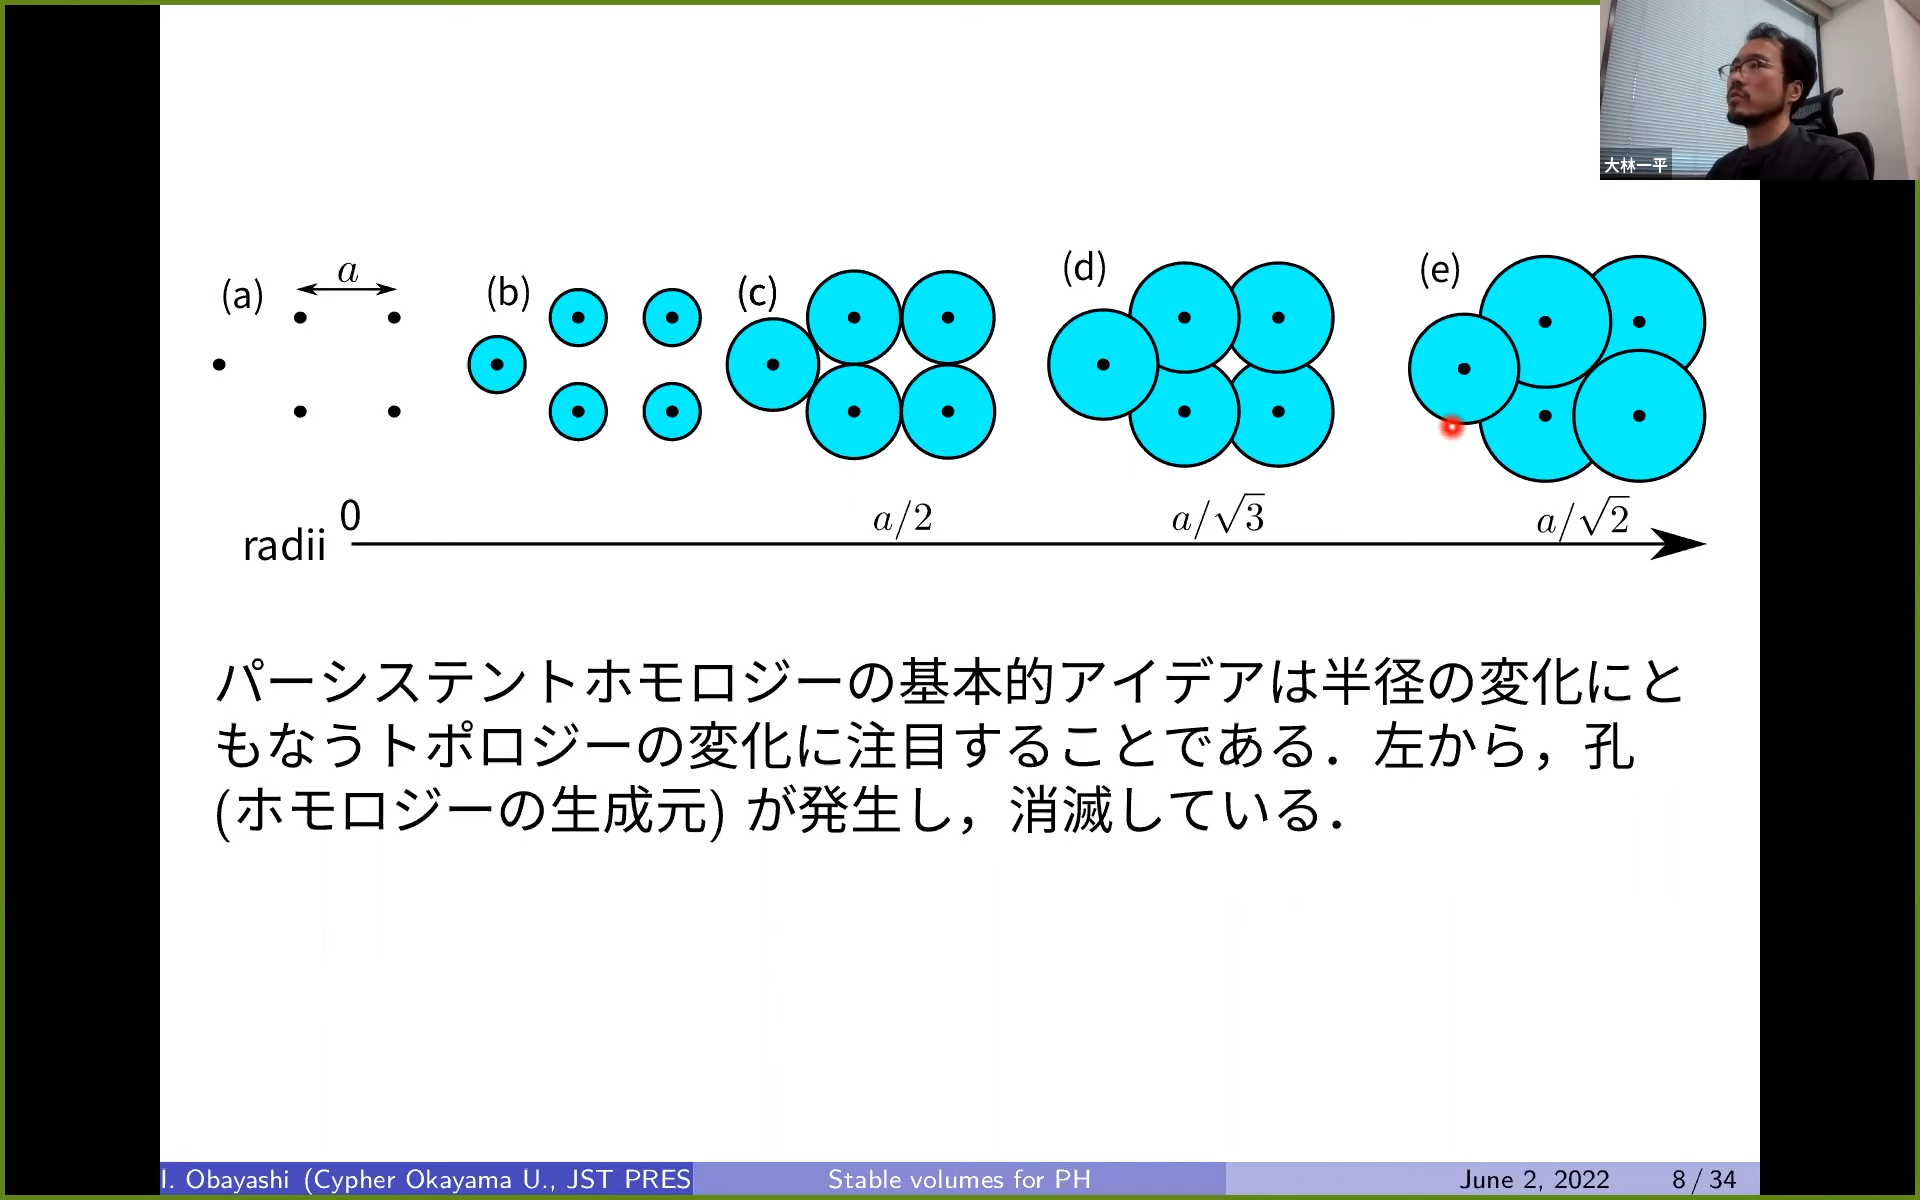 大林一平
(a) a (b) (c) (d) (e)
0 a/2 a/√3 a/√2
radii
パーシステントホモロジーの基本的アイデアは半径の変化にと
もなうトポロジーの変化に注目することである．左から，孔
(ホモロジーの生成元) が発生し，消滅している．
I. Obayashi (Cypher Okayama U., JST PRES Stable volumes for PH June 2, 2022 8 / 34